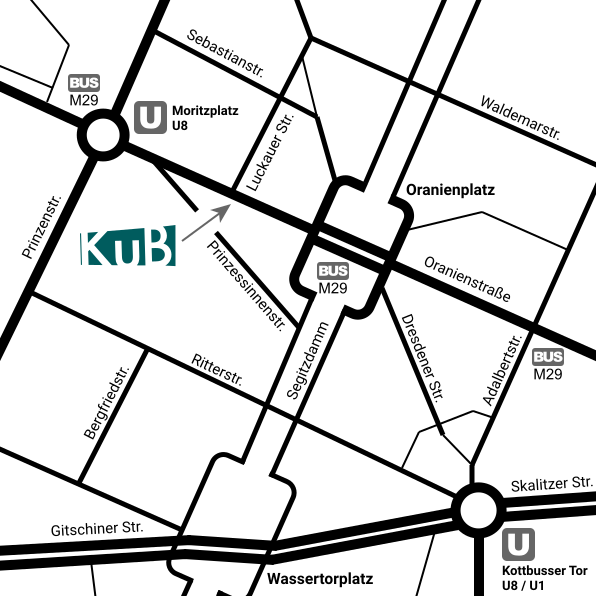 Sebastianstr.
BUS
M29
U
Moritzplatz
U8
Waldemarstr.
Luckauer Str.
Oranienplatz
Prinzenstr.
KuB
Prinzessinnenstr.
BUS
M29
Oranienstraße
Dresdener Str.
Segitzdamm
Adalbertstr.
BUS
M29
Ritterstr.
Bergfriedstr.
Skalitzer Str.
Gitschiner Str.
U
Kottbusser Tor
U8 / U1
Wassertorplatz